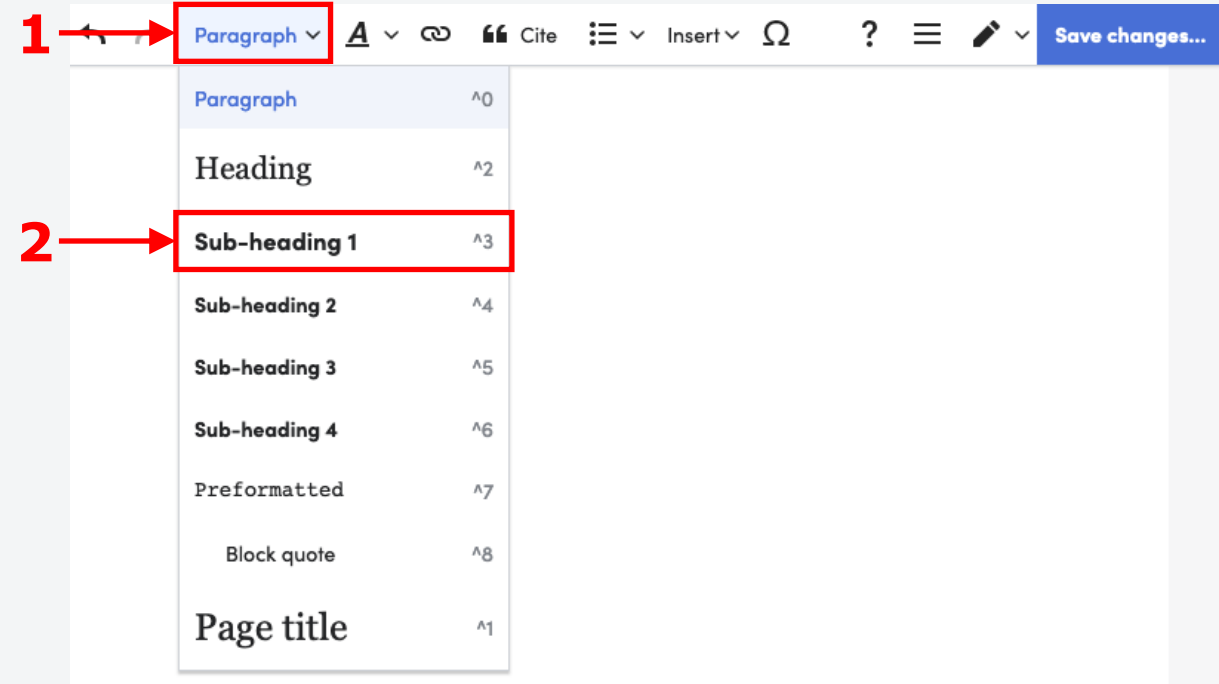 1 Paragraph A Cite Insert Ω ? Save changes...
Paragraph ^0
Heading ^2
2 Sub-heading 1 ^3
Sub-heading 2 ^4
Sub-heading 3 ^5
Sub-heading 4 ^6
Preformatted ^7
Block quote ^8
Page title ^1